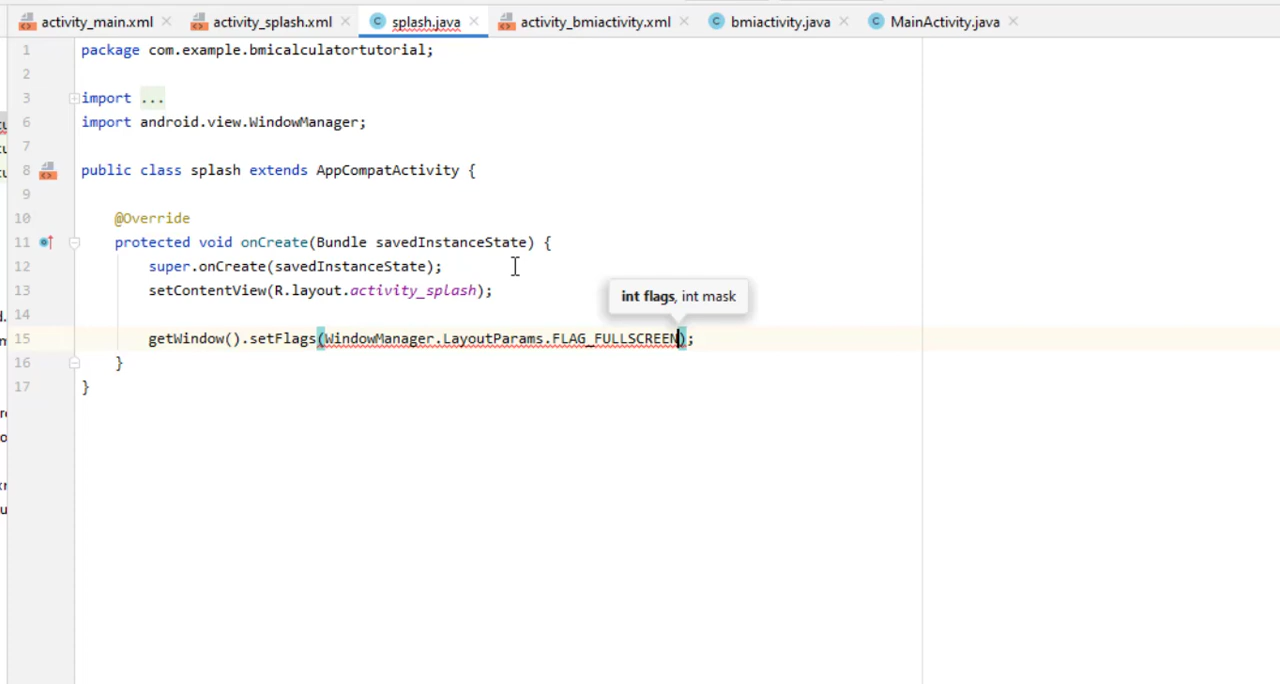 activity_main.xml activity_splash.xml splash.java activity_bmiactivity.xml bmiactivity.java MainActivity.java
1 package com.example.bmicalculatortutorial;
2
3 import ...
6 import android.view.WindowManager;
7
8 public class splash extends AppCompatActivity {
9
10 @Override
11 protected void onCreate(Bundle savedInstanceState) {
12 super.onCreate(savedInstanceState);
13 setContentView(R.layout.activity_splash);
int flags, int mask
14
15 getWindow().setFlags(WindowManager.LayoutParams.FLAG_FULLSCREEN);
16 }
17 }